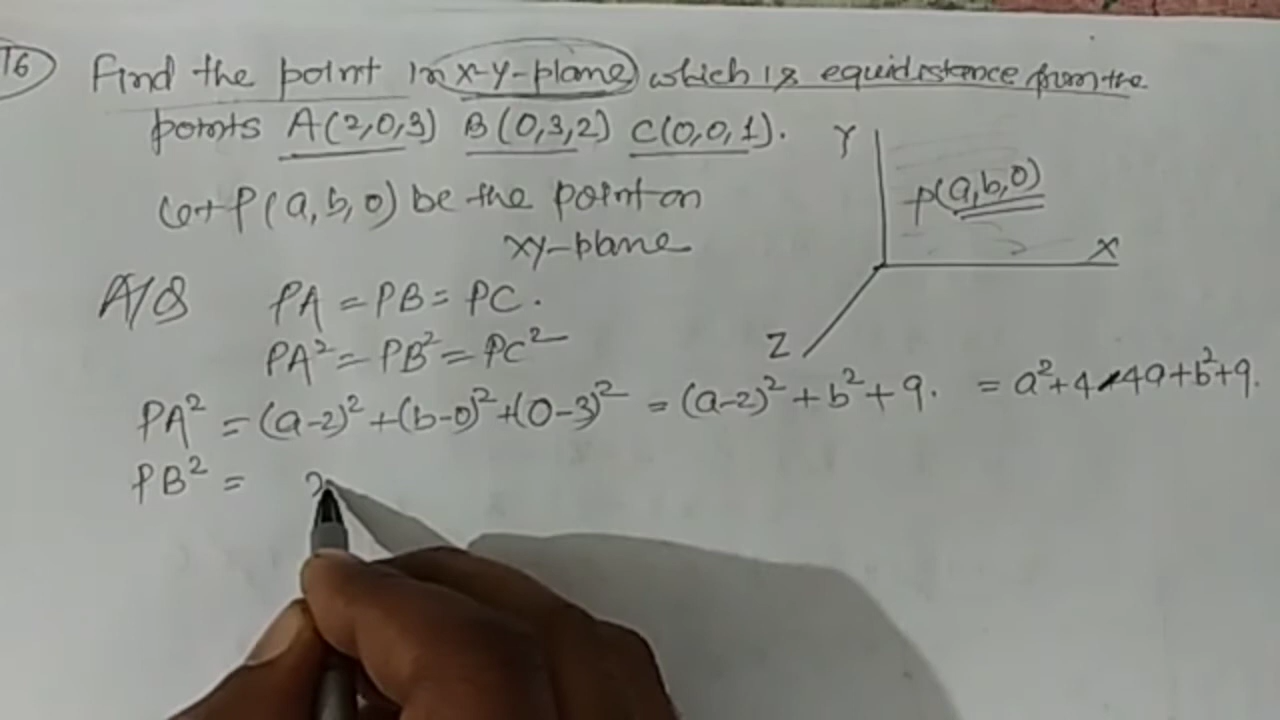 16 Find the point in x-y-plane which is equidistance from the
points A(2,0,3) B(0,3,2) C(0,0,1).
Let P(a,b,0) be the point on
xy-plane
Y
P(a,b,0)
X
Z
A/Q PA = PB = PC.
PA² = PB² = PC²
PA² = (a-2)² + (b-0)² + (0-3)² = (a-2)² + b² + 9. = a²+4-4a+b²+9.
PB² =